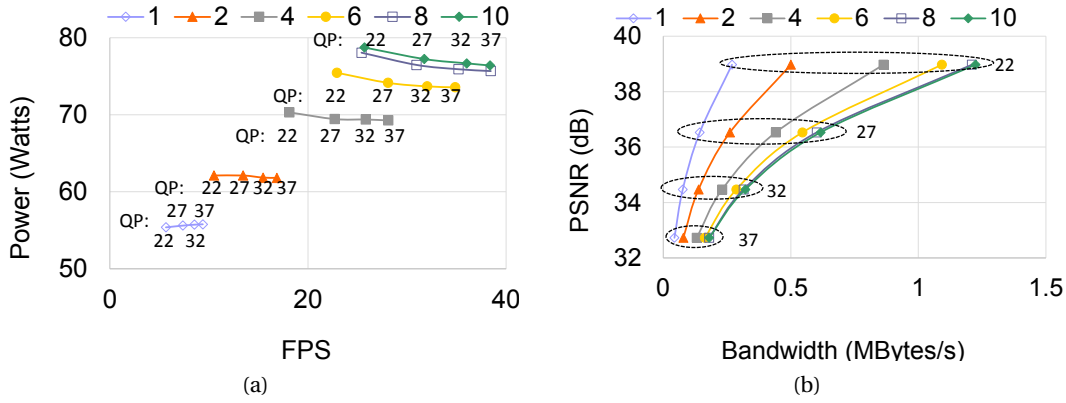 1 2 4 6 8 10
80
70
60
50
0 20 40
Power (Watts)
FPS
QP: 22 27 32 37
22 27 32 37
QP: 22 27 32 37
QP: 22 27 32 37
QP: 27 37
22 32
(a)
1 2 4 6 8 10
40
38
36
34
32
0 0.5 1 1.5
PSNR (dB)
Bandwidth (MBytes/s)
22
27
32
37
(b)